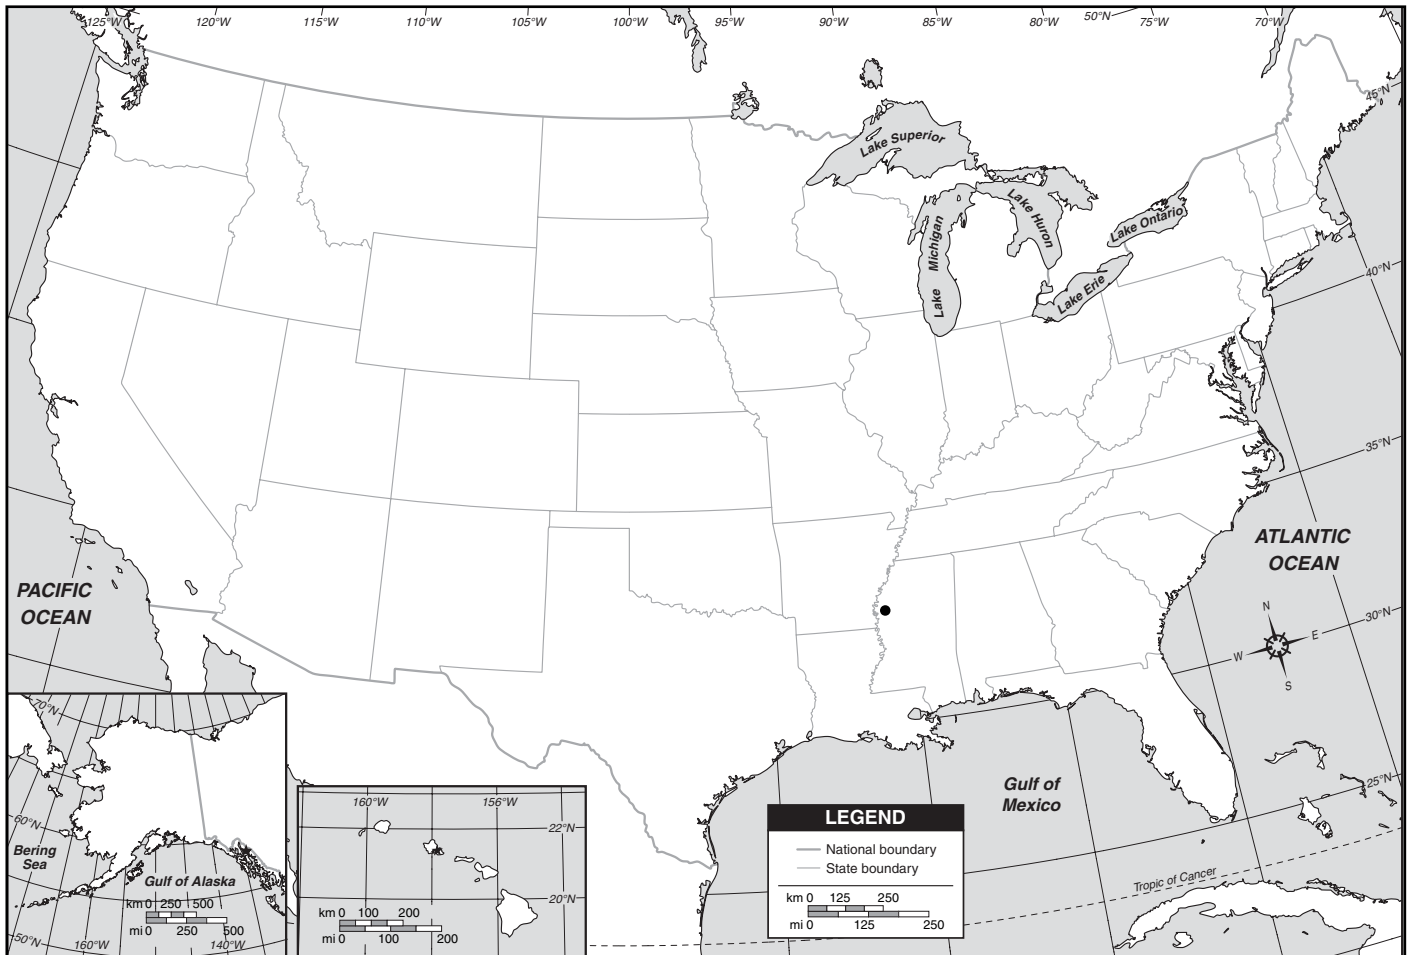 125°W 120°W 115°W 110°W 105°W 100°W 95°W 90°W 85°W 80°W 50°N 75°W 70°W
45°N
Lake Superior
Lake Huron
Lake Ontario
Lake
Michigan
Lake Erie
40°N
35°N
ATLANTIC
OCEAN
PACIFIC
OCEAN
30°N
N
E
W
S
70°N
Gulf of
Mexico
25°N
160°W 156°W
22°N
20°N
km 0 100 200
mi 0 100 200
60°N
Bering
Sea
Gulf of Alaska
km 0 250 500
mi 0 250 500
50°N 160°W 140°W
LEGEND
National boundary
State boundary
km 0 125 250
mi 0 125 250
Tropic of Cancer